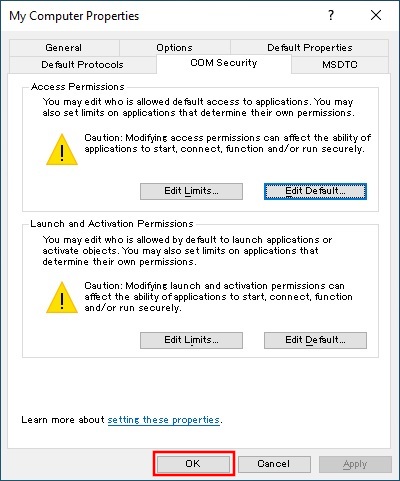 My Computer Properties
General Options Default Properties
Default Protocols COM Security MSDTC
Access Permissions
You may edit who is allowed default access to applications. You may
also set limits on applications that determine their own permissions.
Caution: Modifying access permissions can affect the ability of
applications to start, connect, function and/or run securely.
Edit Limits... Edit Default...
Launch and Activation Permissions
You may edit who is allowed by default to launch applications or
activate objects. You may also set limits on applications that
determine their own permissions.
Caution: Modifying launch and activation permissions can
affect the ability of applications to start, connect, function
and/or run securely.
Edit Limits... Edit Default...
Learn more about setting these properties.
OK Cancel Apply